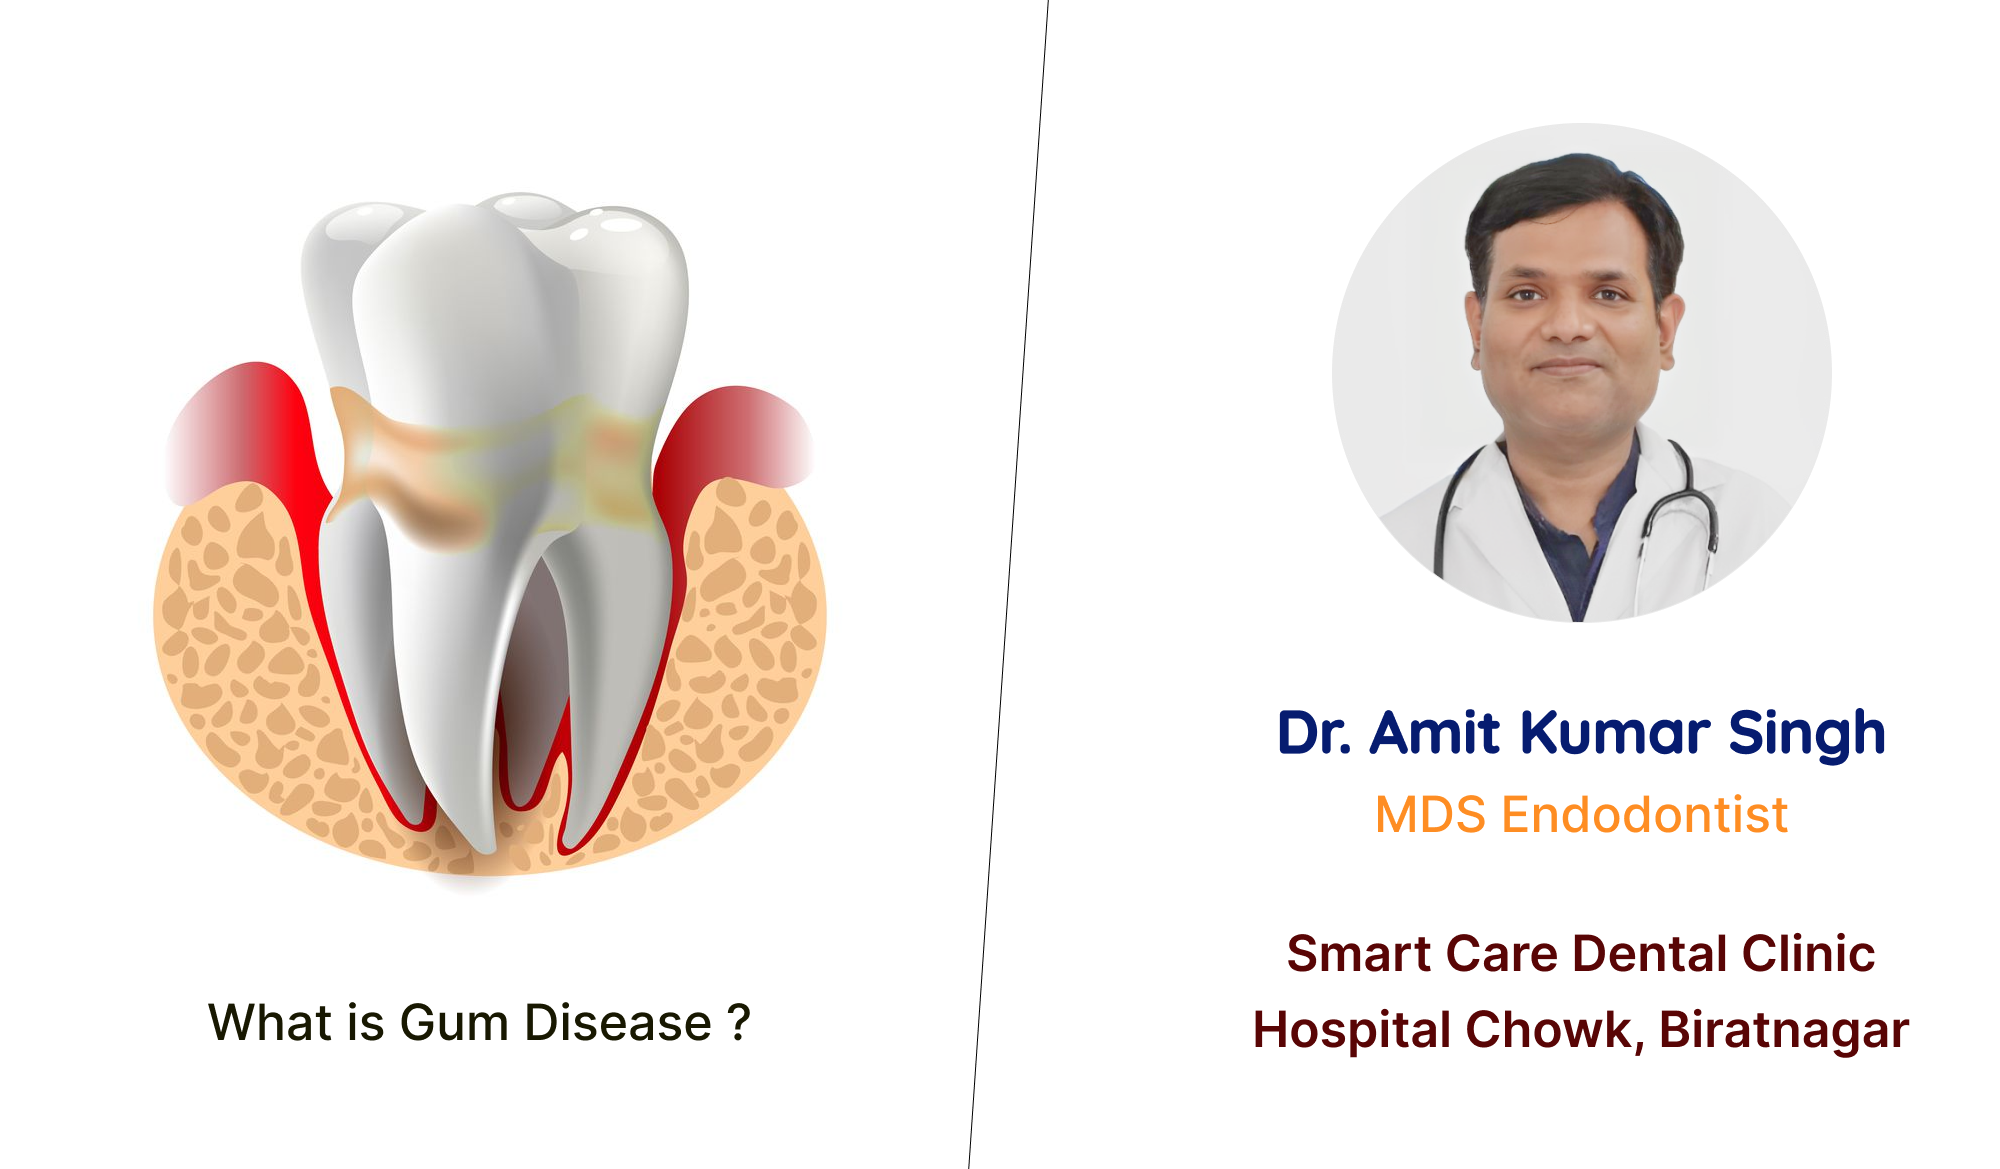 What is Gum Disease ?
Dr. Amit Kumar Singh
MDS Endodontist
Smart Care Dental Clinic
Hospital Chowk, Biratnagar